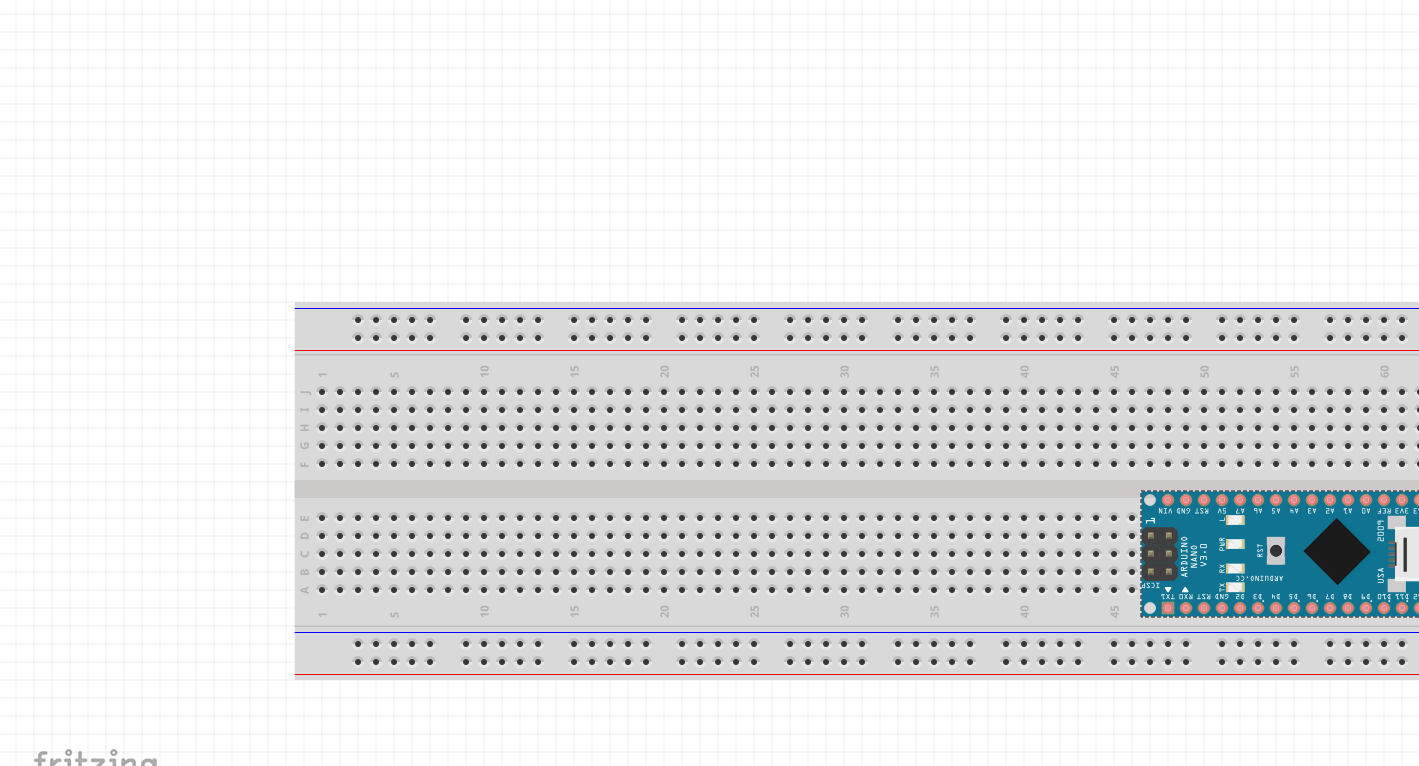 1 5 10 15 20 25 30 35 40 45 50 55 60
J
I
H
G
F
VIN GND RST 5V A7 A6 A5 A4 A3 A2 A1 A0 REF 3V3
E
D
C
B
A
1
L
PWR
RX
TX
ICSP
ARDUINO
NANO
V3.0
RST
ARDUINO.CC
2009
USA
TX1 RX0 RST GND D2 D3 D4 D5 D6 D7 D8 D9 D10 D11
1 5 10 15 20 25 30 35 40 45
fritzing